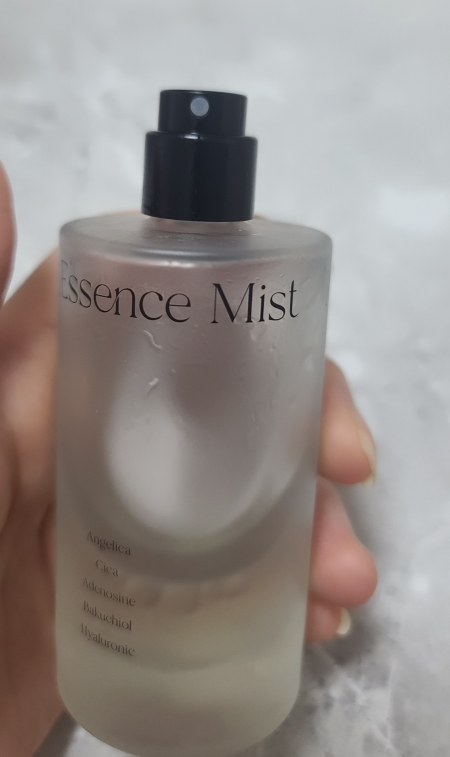 Essence Mist
Angelica
Cica
Adenosine
Bakuchiol
Hyaluronic